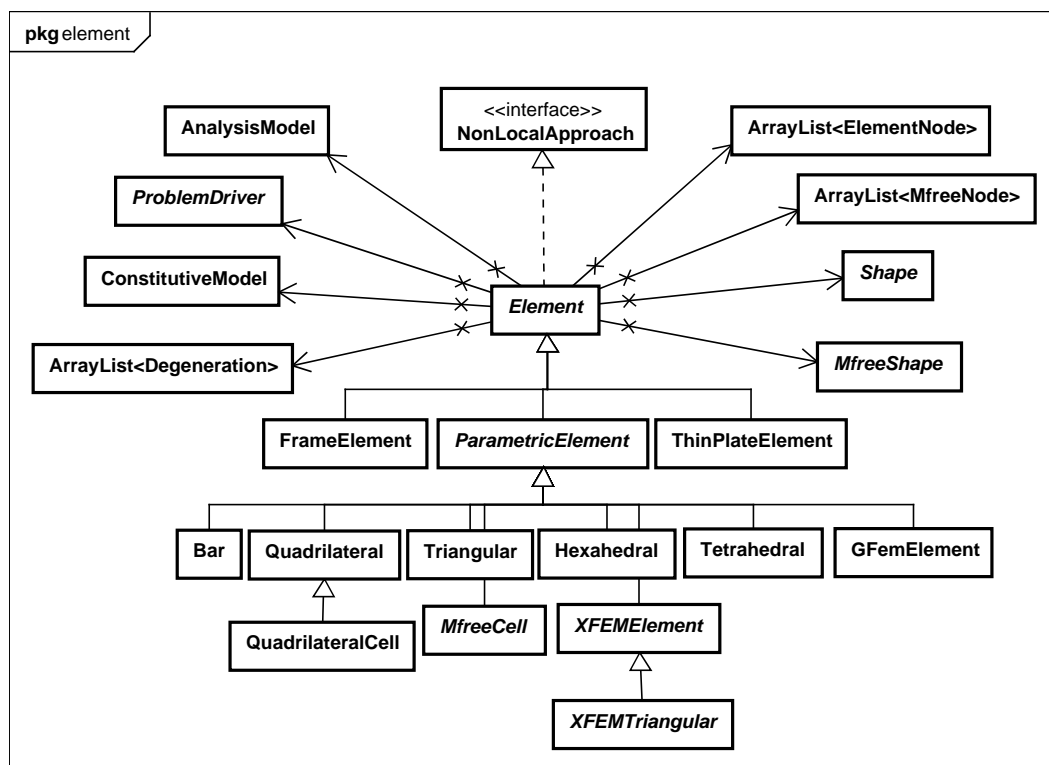 pkg element
<<interface>>
NonLocalApproach
AnalysisModel
ArrayList<ElementNode>
ProblemDriver
ArrayList<MfreeNode>
ConstitutiveModel
Shape
Element
ArrayList<Degeneration>
MfreeShape
FrameElement
ParametricElement
ThinPlateElement
Bar
Quadrilateral
Triangular
Hexahedral
Tetrahedral
GFemElement
QuadrilateralCell
MfreeCell
XFEMElement
XFEMTriangular